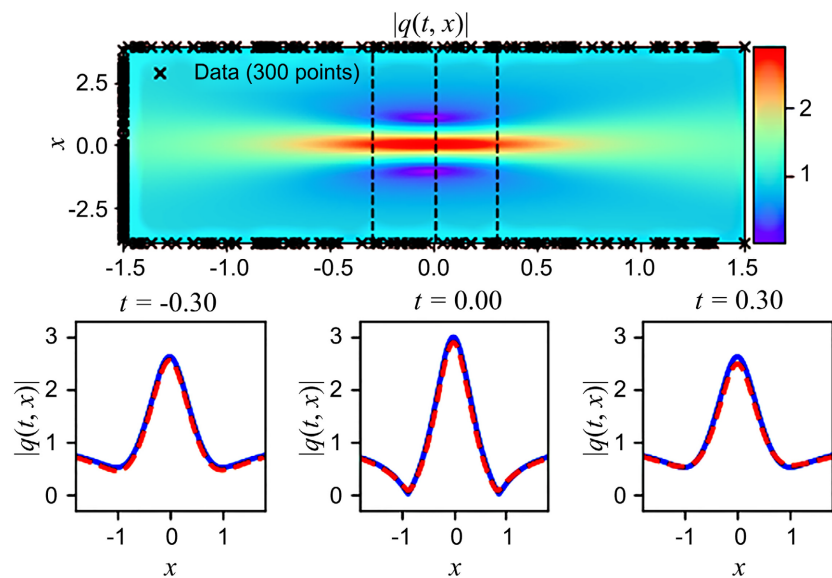 |q(t, x)|
Data (300 points)
x
2.5
0.0
-2.5
-1.5 -1.0 -0.5 0.0 0.5 1.0 1.5
2
1
t = -0.30 t = 0.00 t = 0.30
|q(t, x)|
3
2
1
0
-1 0 1
x
|q(t, x)|
3
2
1
0
-1 0 1
x
|q(t, x)|
3
2
1
0
-1 0 1
x